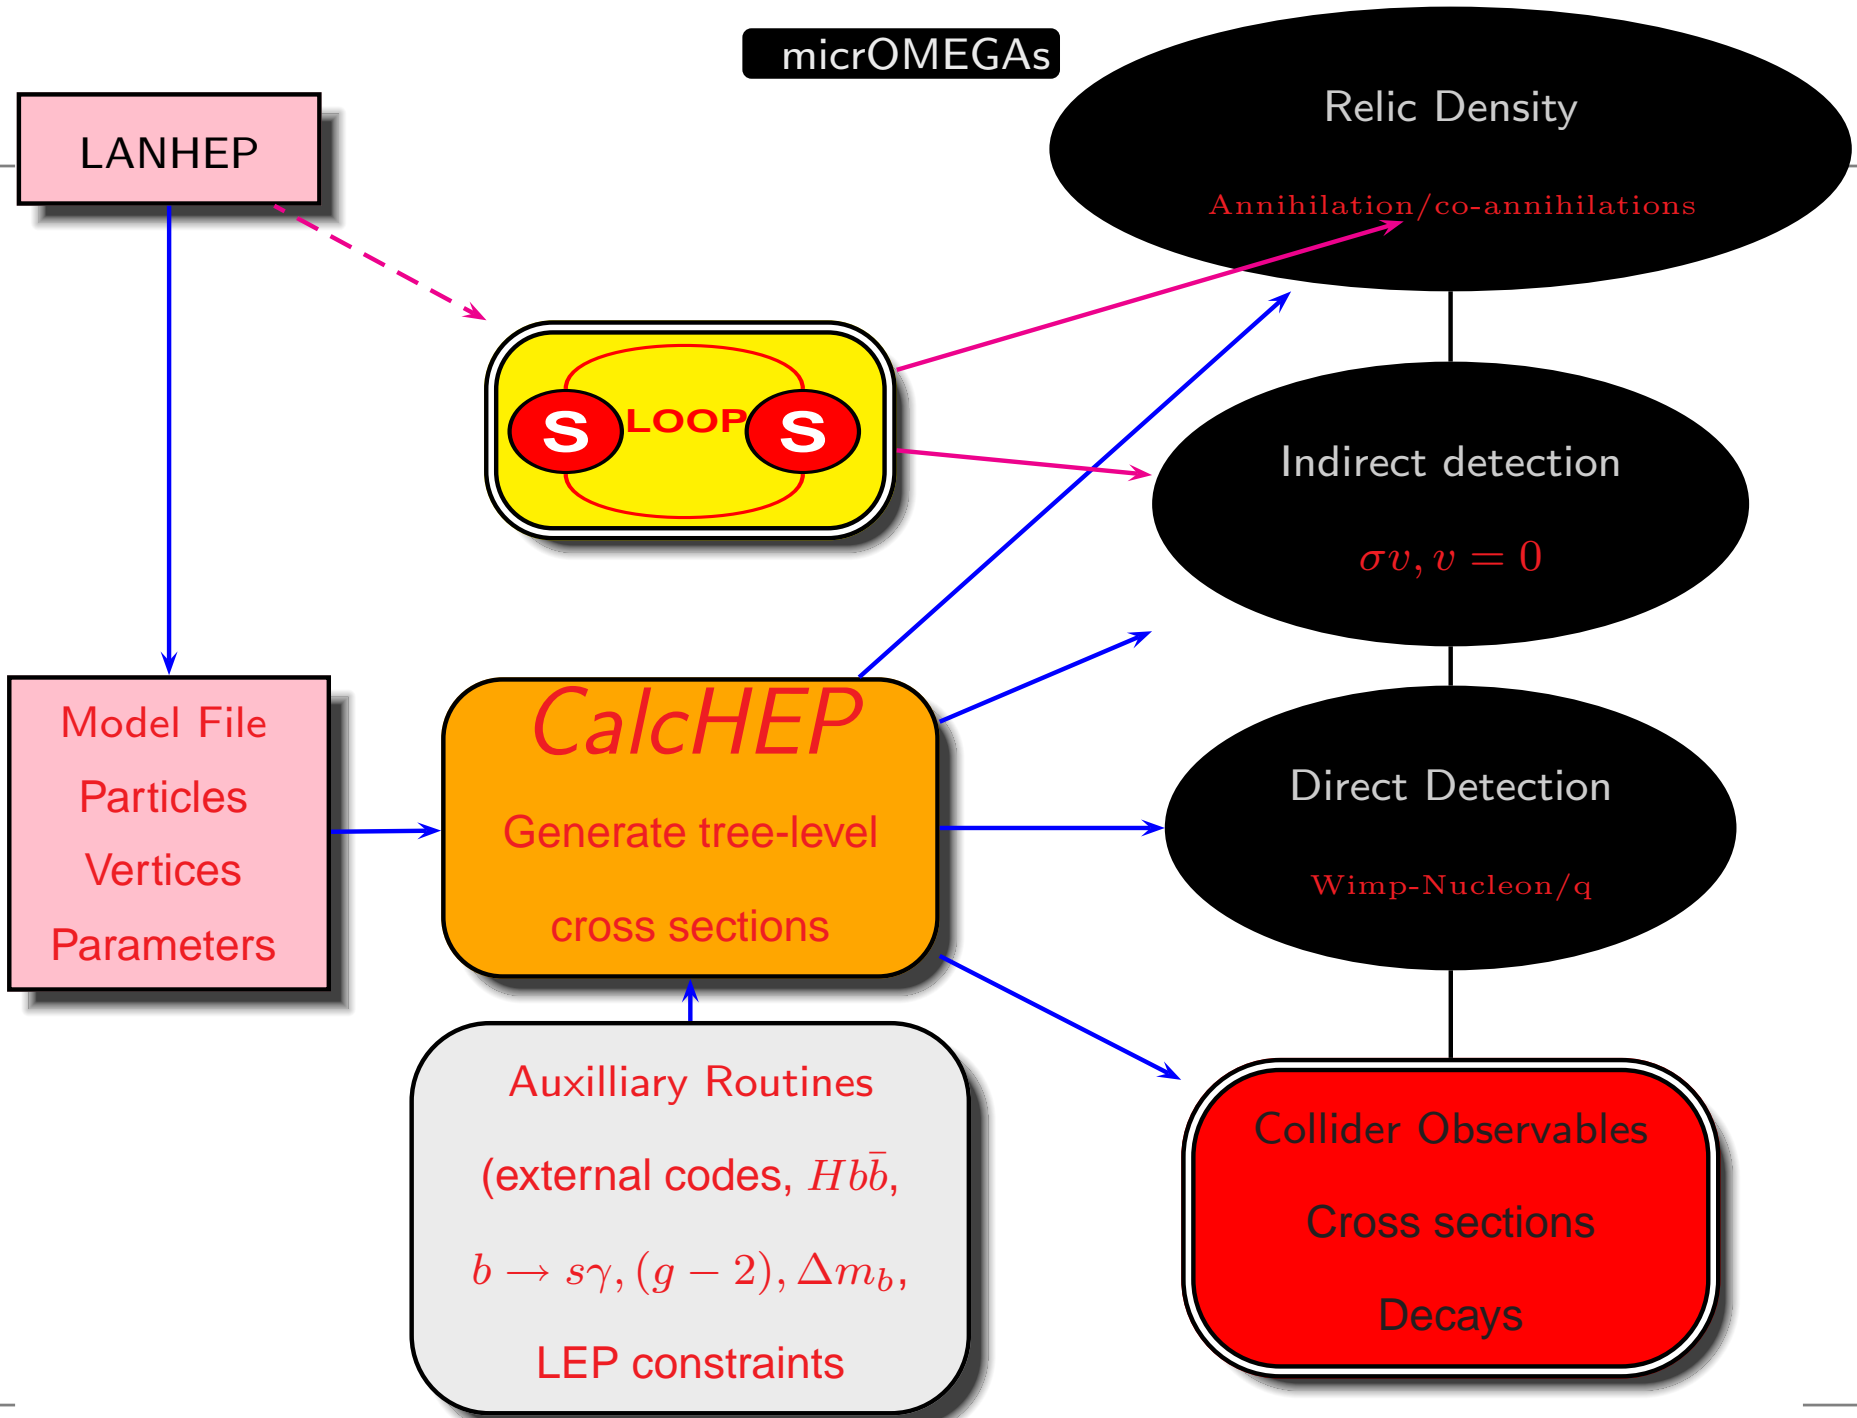 micrOMEGAs
LANHEP
Relic Density
Annihilation/co-annihilations
S LOOP S
Indirect detection
σv, v = 0
Model File
Particles
Vertices
Parameters
CalcHEP
Generate tree-level
cross sections
Direct Detection
Wimp-Nucleon/q
Auxilliary Routines
(external codes, Hbb̄,
b → sγ, (g − 2), Δm_b,
LEP constraints
Collider Observables
Cross sections
Decays